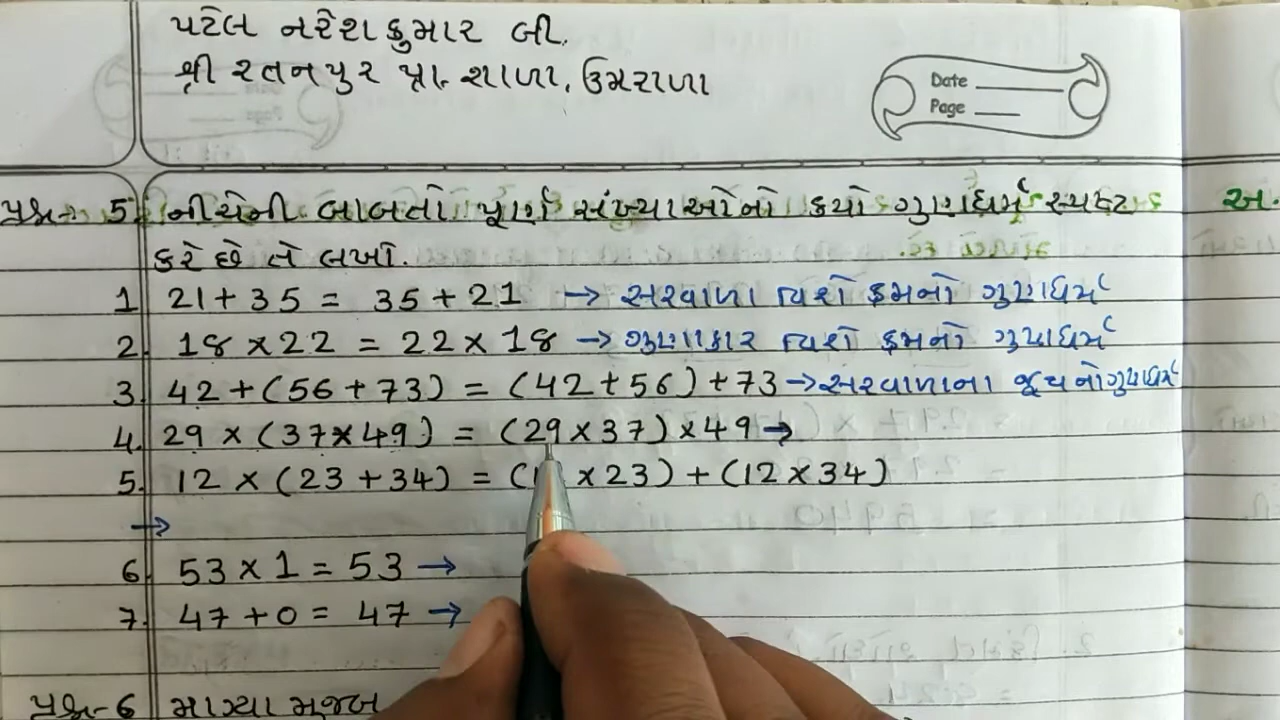 પટેલ નરેશકુમાર બી.
શ્રી રતનપુર પ્રા. શાળા, ઉમરાળા
Date
Page
પ્રશ્ન-5 નીચેની બાબતો પૂર્ણ સંખ્યાઓનો કયો ગુણધર્મ સ્પષ્ટ અ.
કરે છે તે લખો.
1 21 + 35 = 35 + 21 → સરવાળા વિશે ક્રમનો ગુણધર્મ
2. 18 × 22 = 22 × 18 → ગુણાકાર વિશે ક્રમનો ગુણધર્મ
3. 42 + (56 + 73) = (42 + 56) + 73 → સરવાળાના જૂથનો ગુણધર્મ
4. 29 × (37 × 49) = (29 × 37) × 49 →
5. 12 × (23 + 34) = (1 × 23) + (12 × 34)
→
6. 53 × 1 = 53 →
7. 47 + 0 = 47 →
પ્રશ્ન-6 માગ્યા મુજબ